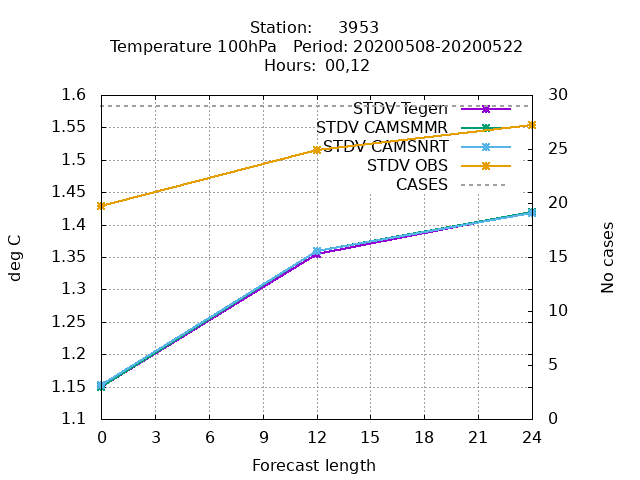 Station: 3953
Temperature 100hPa Period: 20200508-20200522
Hours: 00,12
1.6
1.55
1.5
1.45
1.4
1.35
1.3
1.25
1.2
1.15
1.1
deg C
30
25
20
15
10
5
0
No cases
STDV Tegen
STDV CAMSMMR
STDV CAMSNRT
STDV OBS
CASES
0 3 6 9 12 15 18 21 24
Forecast length